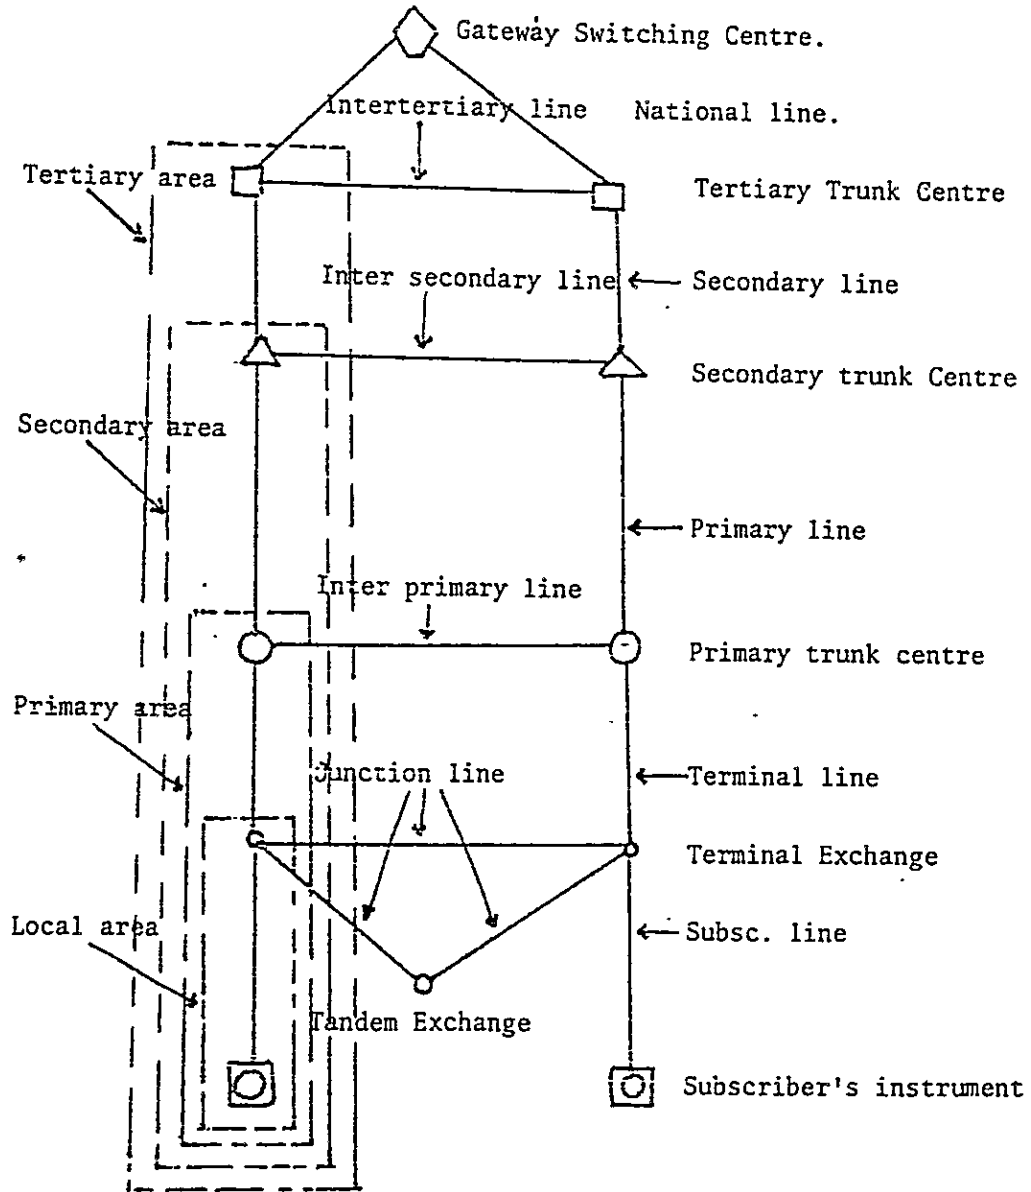 Gateway Switching Centre.
Intertertiary line National line.
Tertiary area
Tertiary Trunk Centre
Inter secondary line
Secondary line
Secondary trunk Centre
Secondary area
Primary line
Inter primary line
Primary trunk centre
Primary area
Junction line
Terminal line
Terminal Exchange
Local area
Subsc. line
Tandem Exchange
Subscriber's instrument